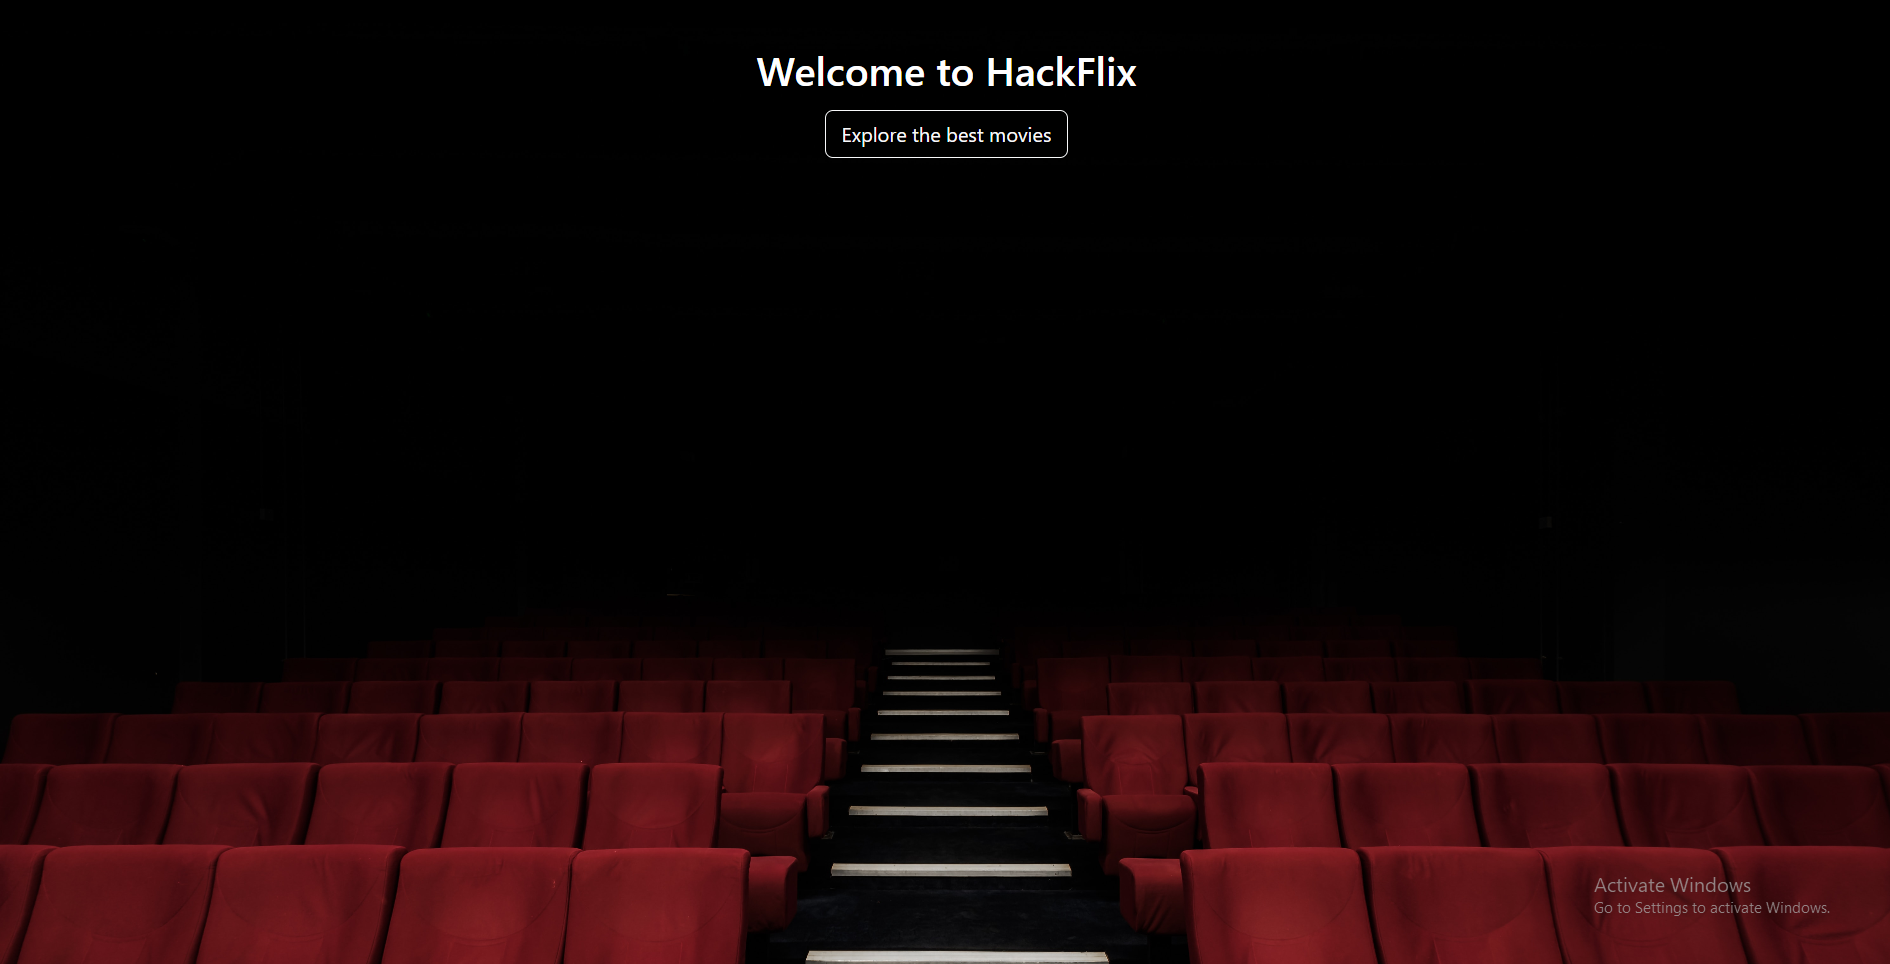 Welcome to HackFlix
Explore the best movies
Activate Windows
Go to Settings to activate Windows.